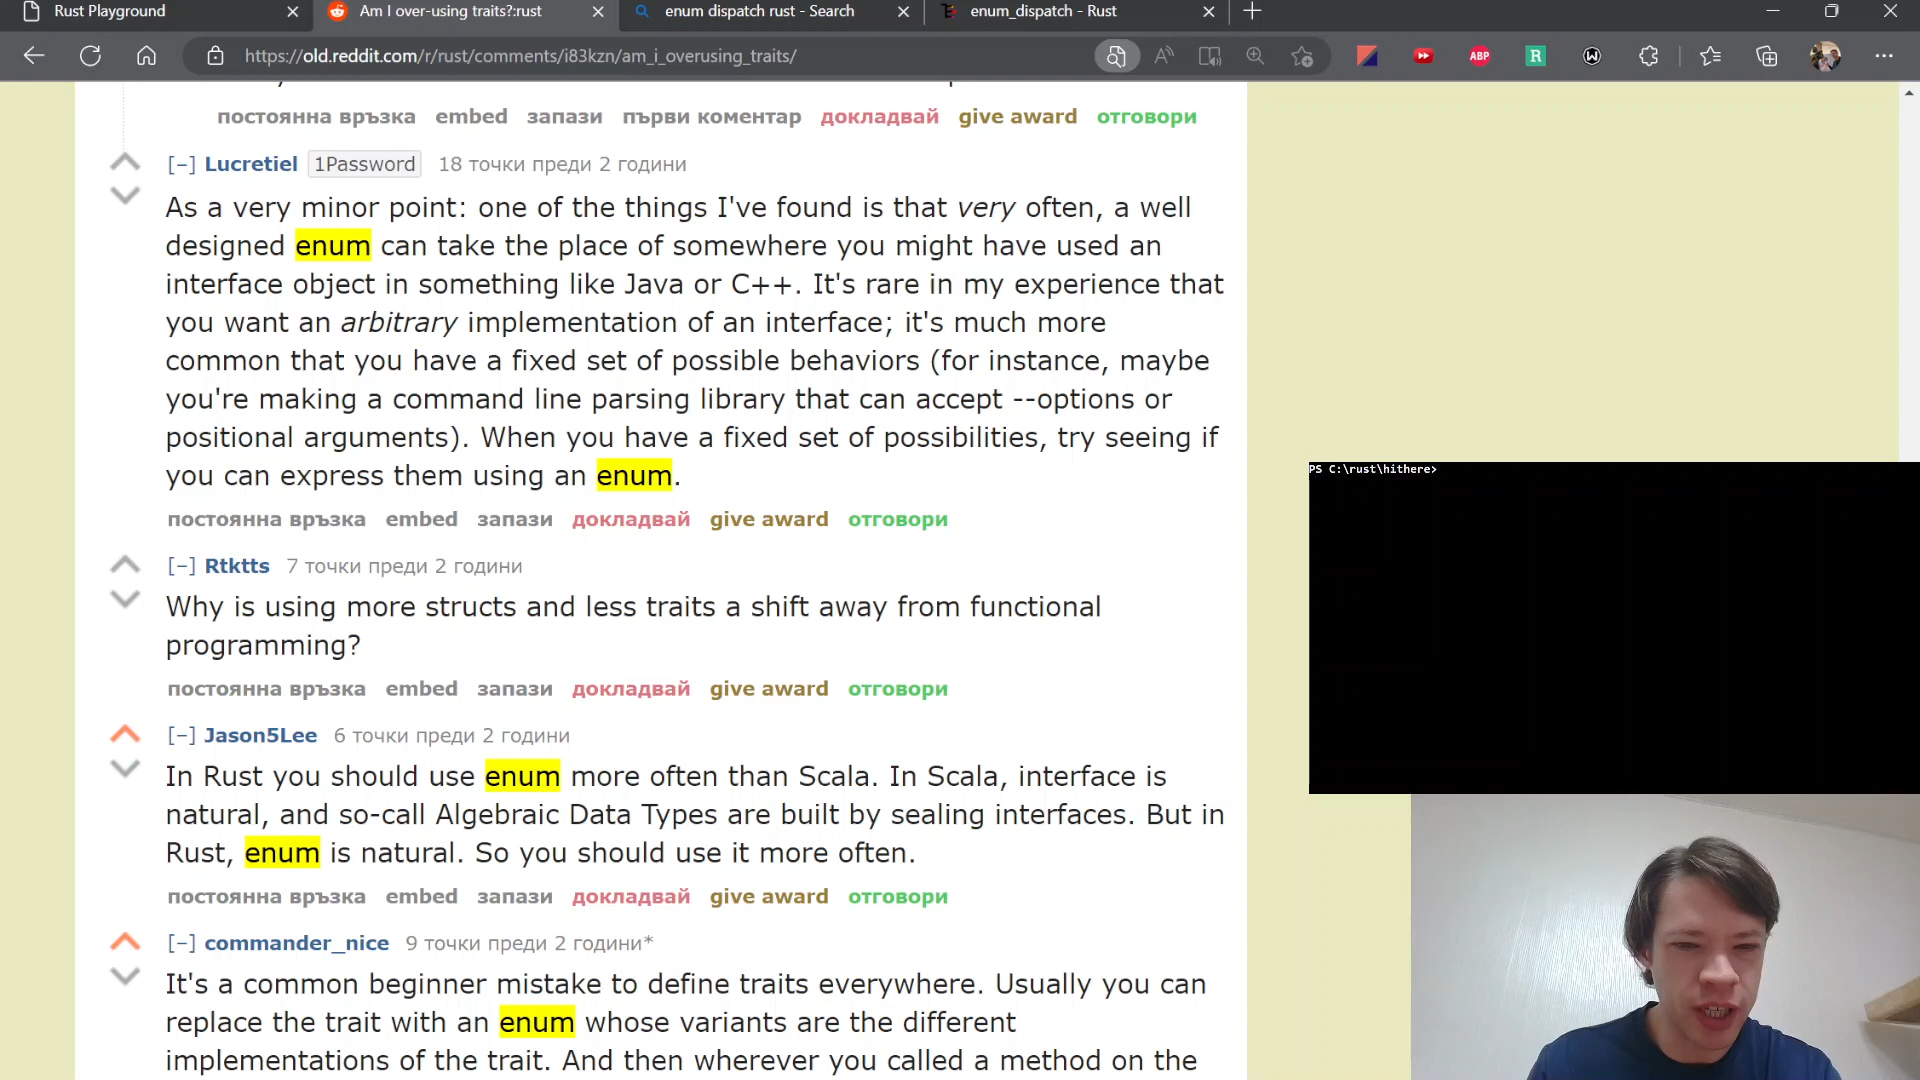 Rust Playground
Am I over-using traits?:rust
enum dispatch rust - Search
enum_dispatch - Rust
https://old.reddit.com/r/rust/comments/i83kzn/am_i_overusing_traits/
ABP
R
W
постоянна връзка embed запази първи коментар докладвай give award отговори
[–] Lucretiel 1Password 18 точки преди 2 години
As a very minor point: one of the things I've found is that very often, a well
designed enum can take the place of somewhere you might have used an
interface object in something like Java or C++. It's rare in my experience that
you want an arbitrary implementation of an interface; it's much more
common that you have a fixed set of possible behaviors (for instance, maybe
you're making a command line parsing library that can accept --options or
positional arguments). When you have a fixed set of possibilities, try seeing if
you can express them using an enum.
постоянна връзка embed запази докладвай give award отговори
[–] Rtktts 7 точки преди 2 години
Why is using more structs and less traits a shift away from functional
programming?
постоянна връзка embed запази докладвай give award отговори
[–] Jason5Lee 6 точки преди 2 години
In Rust you should use enum more often than Scala. In Scala, interface is
natural, and so-call Algebraic Data Types are built by sealing interfaces. But in
Rust, enum is natural. So you should use it more often.
постоянна връзка embed запази докладвай give award отговори
[–] commander_nice 9 точки преди 2 години*
It's a common beginner mistake to define traits everywhere. Usually you can
replace the trait with an enum whose variants are the different
implementations of the trait. And then wherever you called a method on the
PS C:\rust\hithere>